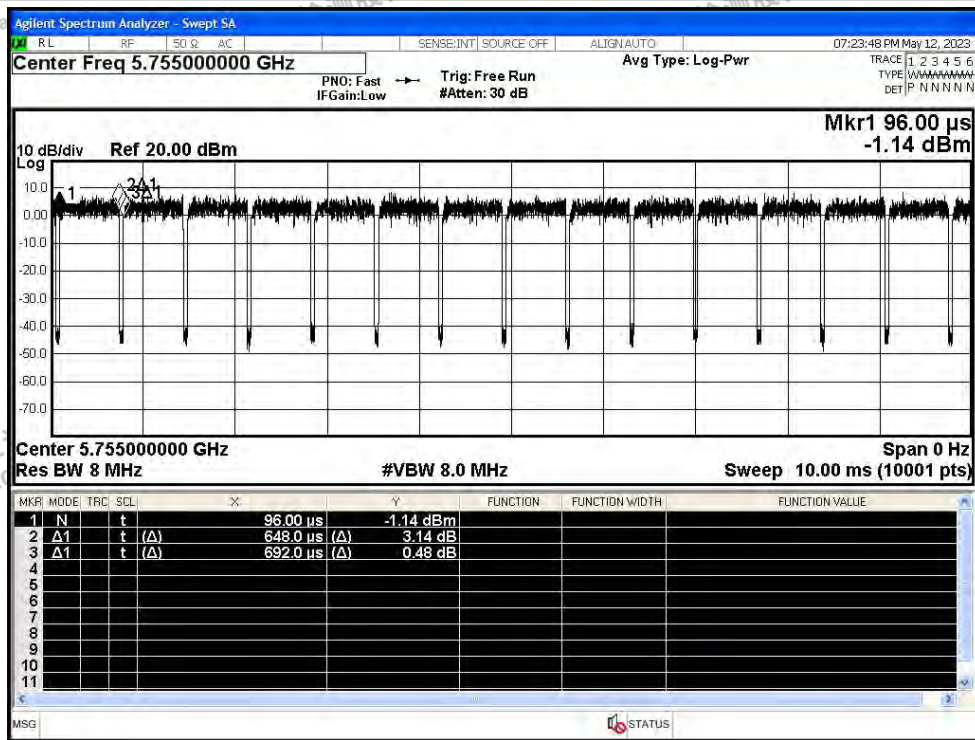 Agilent Spectrum Analyzer - Swept SA
RL RF 50 Ω AC SENSE:INT SOURCE OFF ALIGNAUTO 07:23:48 PM May 12, 2023
Center Freq 5.755000000 GHz Avg Type: Log-Pwr TRACE 1 2 3 4 5 6
PNO: Fast Trig: Free Run TYPE
IFGain:Low #Atten: 30 dB DET P N N N N N
Mkr1 96.00 µs
10 dB/div Ref 20.00 dBm -1.14 dBm
Log
10.0 1 2Δ1
3Δ1
0.00
-10.0
-20.0
-30.0
-40.0
-50.0
-60.0
-70.0
Center 5.755000000 GHz Span 0 Hz
Res BW 8 MHz #VBW 8.0 MHz Sweep 10.00 ms (10001 pts)
MKR MODE TRC SCL X Y FUNCTION FUNCTION WIDTH FUNCTION VALUE
1 N t 96.00 µs -1.14 dBm
2 Δ1 t (Δ) 648.0 µs (Δ) 3.14 dB
3 Δ1 t (Δ) 692.0 µs (Δ) 0.48 dB
4
5
6
7
8
9
10
11
MSG STATUS